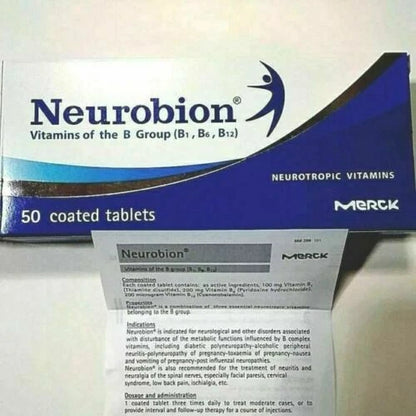 Neurobion®
Vitamins of the B Group (B1, B6, B12)
NEUROTROPIC VITAMINS
50 coated tablets
MERCK
Neurobion®
MERCK
Vitamins of the B group (B1, B6, B12)
Composition
Each coated tablet contains: as active ingredients, 100 mg Vitamin B1
(Thiamine disulfide), 200 mg Vitamin B6 (Pyridoxine hydrochloride),
200 microgram Vitamin B12 (Cyanocobalamin).
Properties
Neurobion® is a combination of three essential neurotropic vitamins
belonging to the B group.
Indications
Neurobion® is indicated for neurological and other disorders associated
with disturbance of the metabolic functions influenced by B complex
vitamins, including diabetic polyneuropathy-alcoholic peripheral
neuritis-polyneuropathy of pregnancy-toxaemia of pregnancy-nausea
and vomiting of pregnancy-post influenzal neuropathies.
Neurobion® is also recommended for the treatment of neuritis and
neuralgia of the spinal nerves, especially facial paresis, cervical
syndrome, low back pain, ischialgia, etc.
Dosage and administration
1 coated tablet three times daily to treat moderate cases, or to
provide interval and follow-up therapy for a course of injections